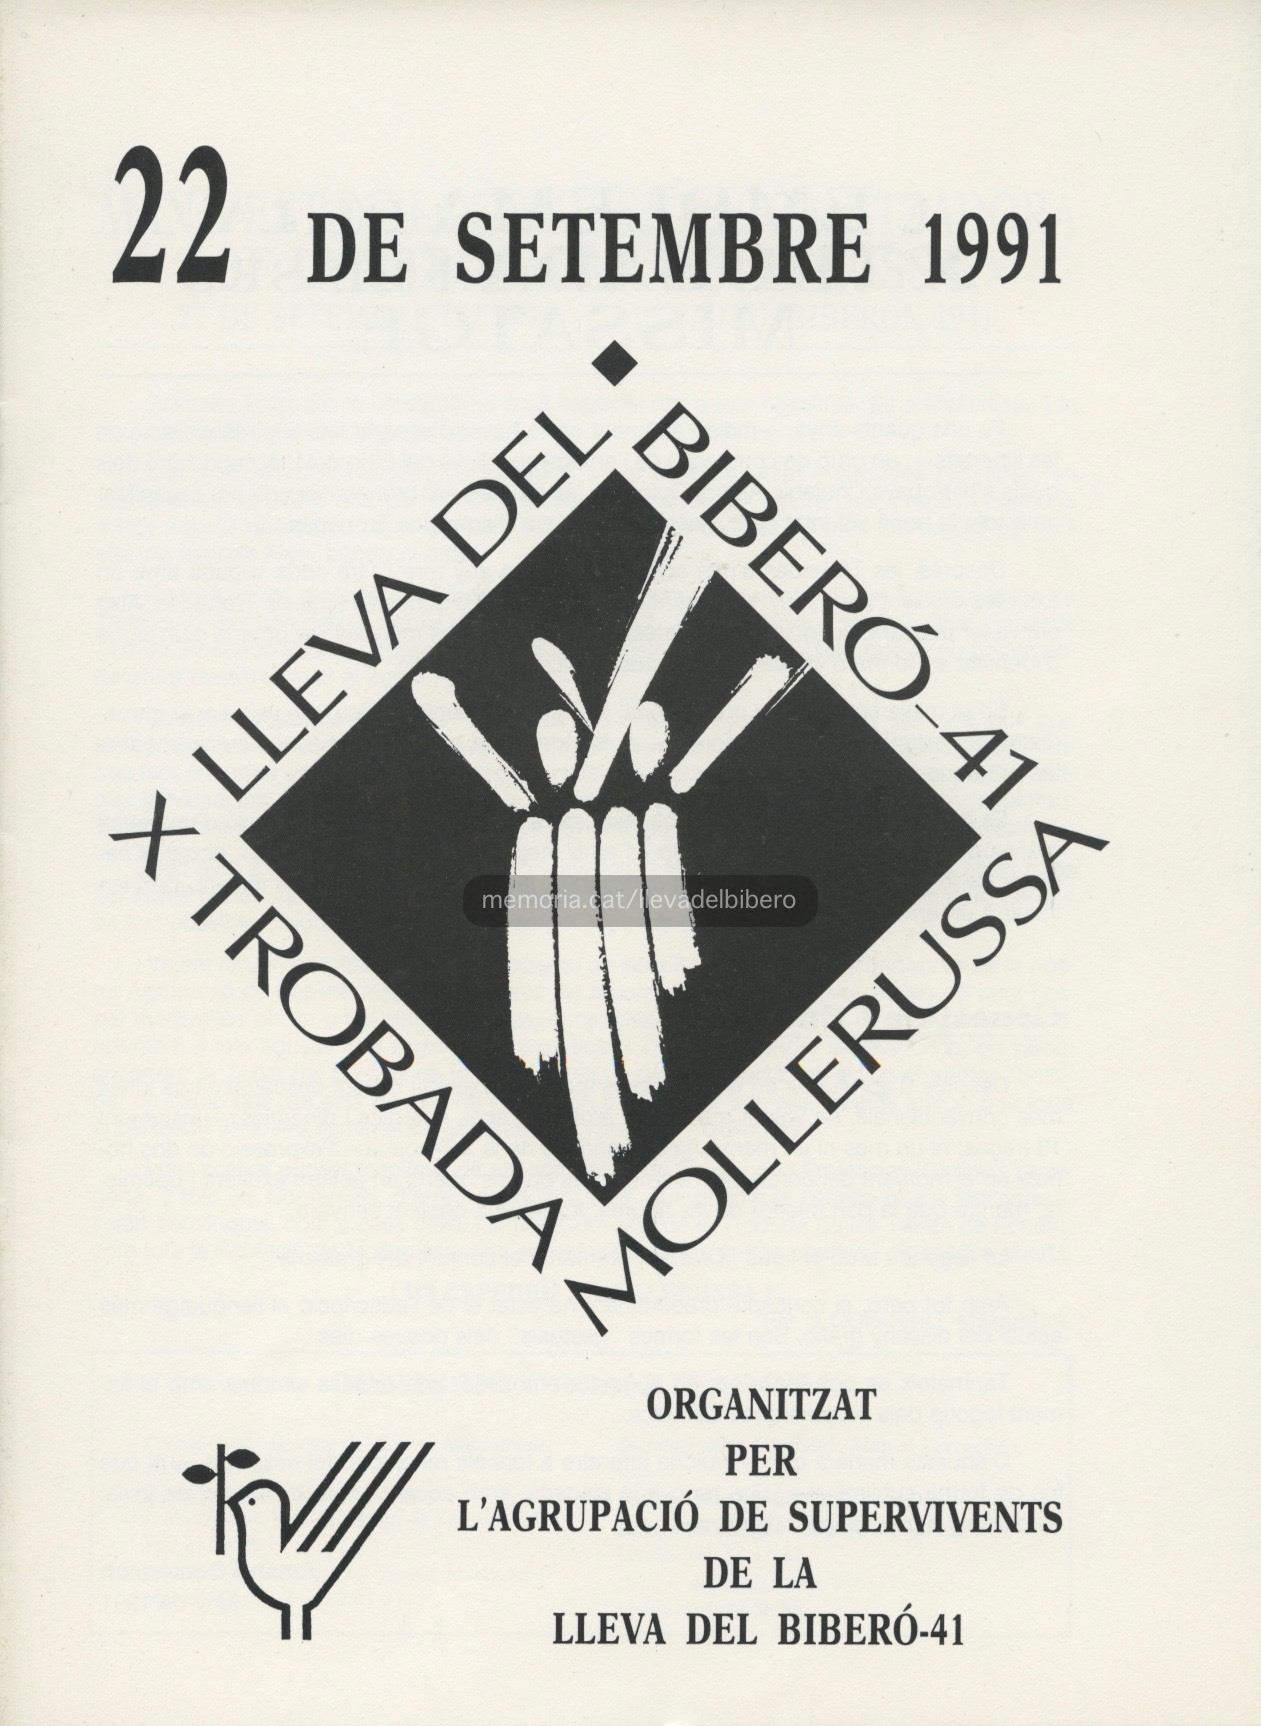 22 DE SETEMBRE 1991
LLEVA DEL BIBERÓ-41
X TROBADA MOLLERUSSA
memoria.cat/llevadelbibero
ORGANITZAT
PER
L'AGRUPACIÓ DE SUPERVIVENTS
DE LA
LLEVA DEL BIBERÓ-41